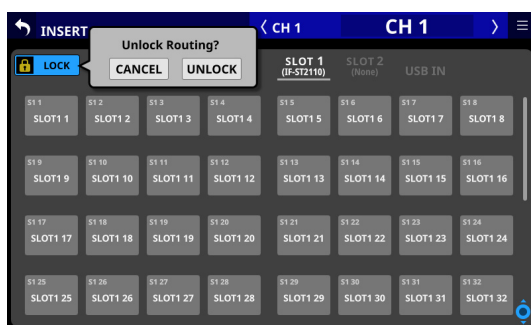 INSERT
CH 1
CH 1
Unlock Routing?
LOCK
CANCEL UNLOCK
SLOT 1 SLOT 2 USB IN
(IF-ST2110) (None)
S1 1 S1 2 S1 3 S1 4 S1 5 S1 6 S1 7 S1 8
SLOT1 1 SLOT1 2 SLOT1 3 SLOT1 4 SLOT1 5 SLOT1 6 SLOT1 7 SLOT1 8
S1 9 S1 10 S1 11 S1 12 S1 13 S1 14 S1 15 S1 16
SLOT1 9 SLOT1 10 SLOT1 11 SLOT1 12 SLOT1 13 SLOT1 14 SLOT1 15 SLOT1 16
S1 17 S1 18 S1 19 S1 20 S1 21 S1 22 S1 23 S1 24
SLOT1 17 SLOT1 18 SLOT1 19 SLOT1 20 SLOT1 21 SLOT1 22 SLOT1 23 SLOT1 24
S1 25 S1 26 S1 27 S1 28 S1 29 S1 30 S1 31 S1 32
SLOT1 25 SLOT1 26 SLOT1 27 SLOT1 28 SLOT1 29 SLOT1 30 SLOT1 31 SLOT1 32